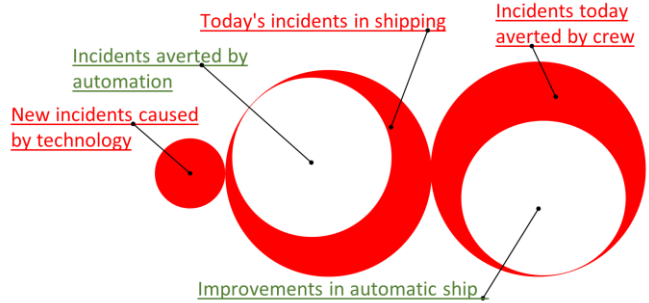 Today's incidents in shipping
Incidents today
averted by crew
Incidents averted by
automation
New incidents caused
by technology
Improvements in automatic ship